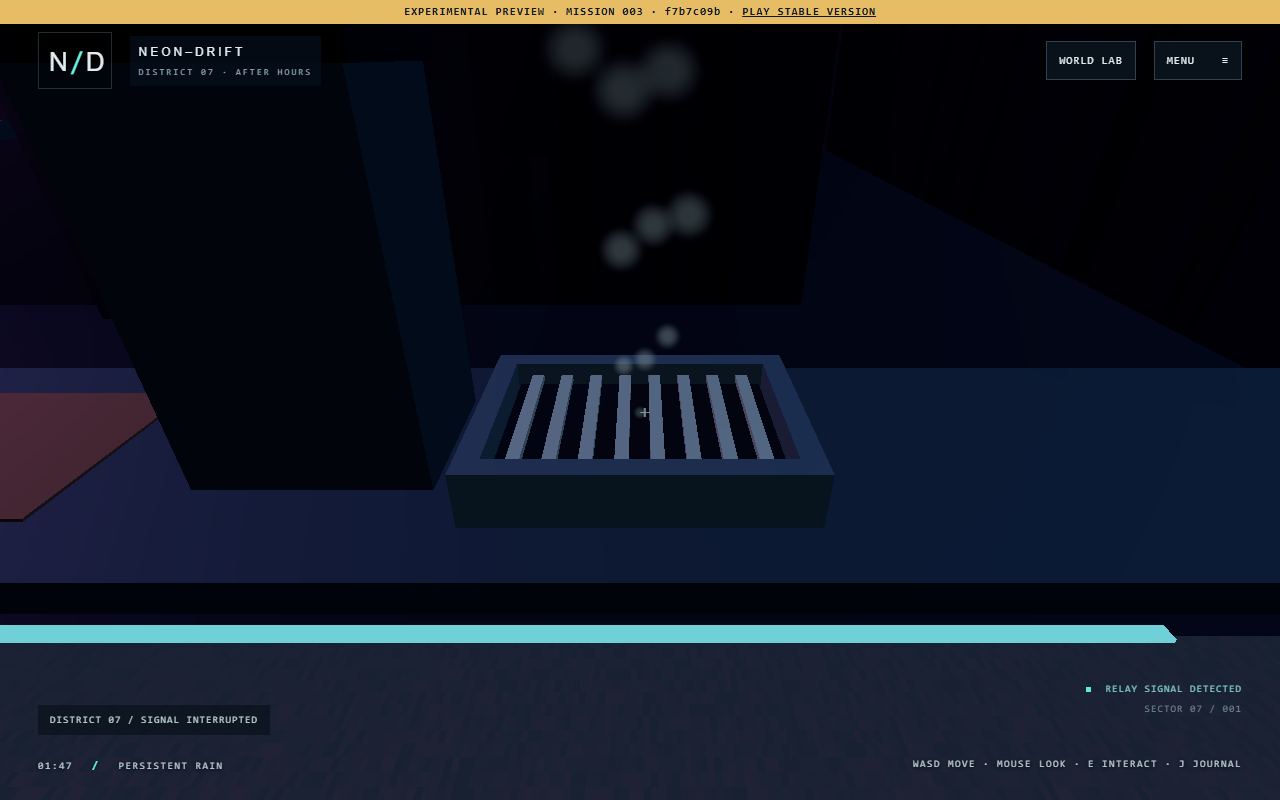 EXPERIMENTAL PREVIEW · MISSION 003 · f7b7c09b · PLAY STABLE VERSION
N/D
NEON—DRIFT
DISTRICT 07 · AFTER HOURS
WORLD LAB
MENU ≡
RELAY SIGNAL DETECTED
SECTOR 07 / 001
DISTRICT 07 / SIGNAL INTERRUPTED
01:47 / PERSISTENT RAIN
WASD MOVE · MOUSE LOOK · E INTERACT · J JOURNAL